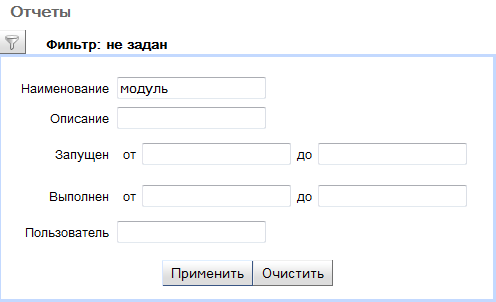 Отчеты
Фильтр: не задан
Наименование модуль
Описание
Запущен от до
Выполнен от до
Пользователь
Применить Очистить